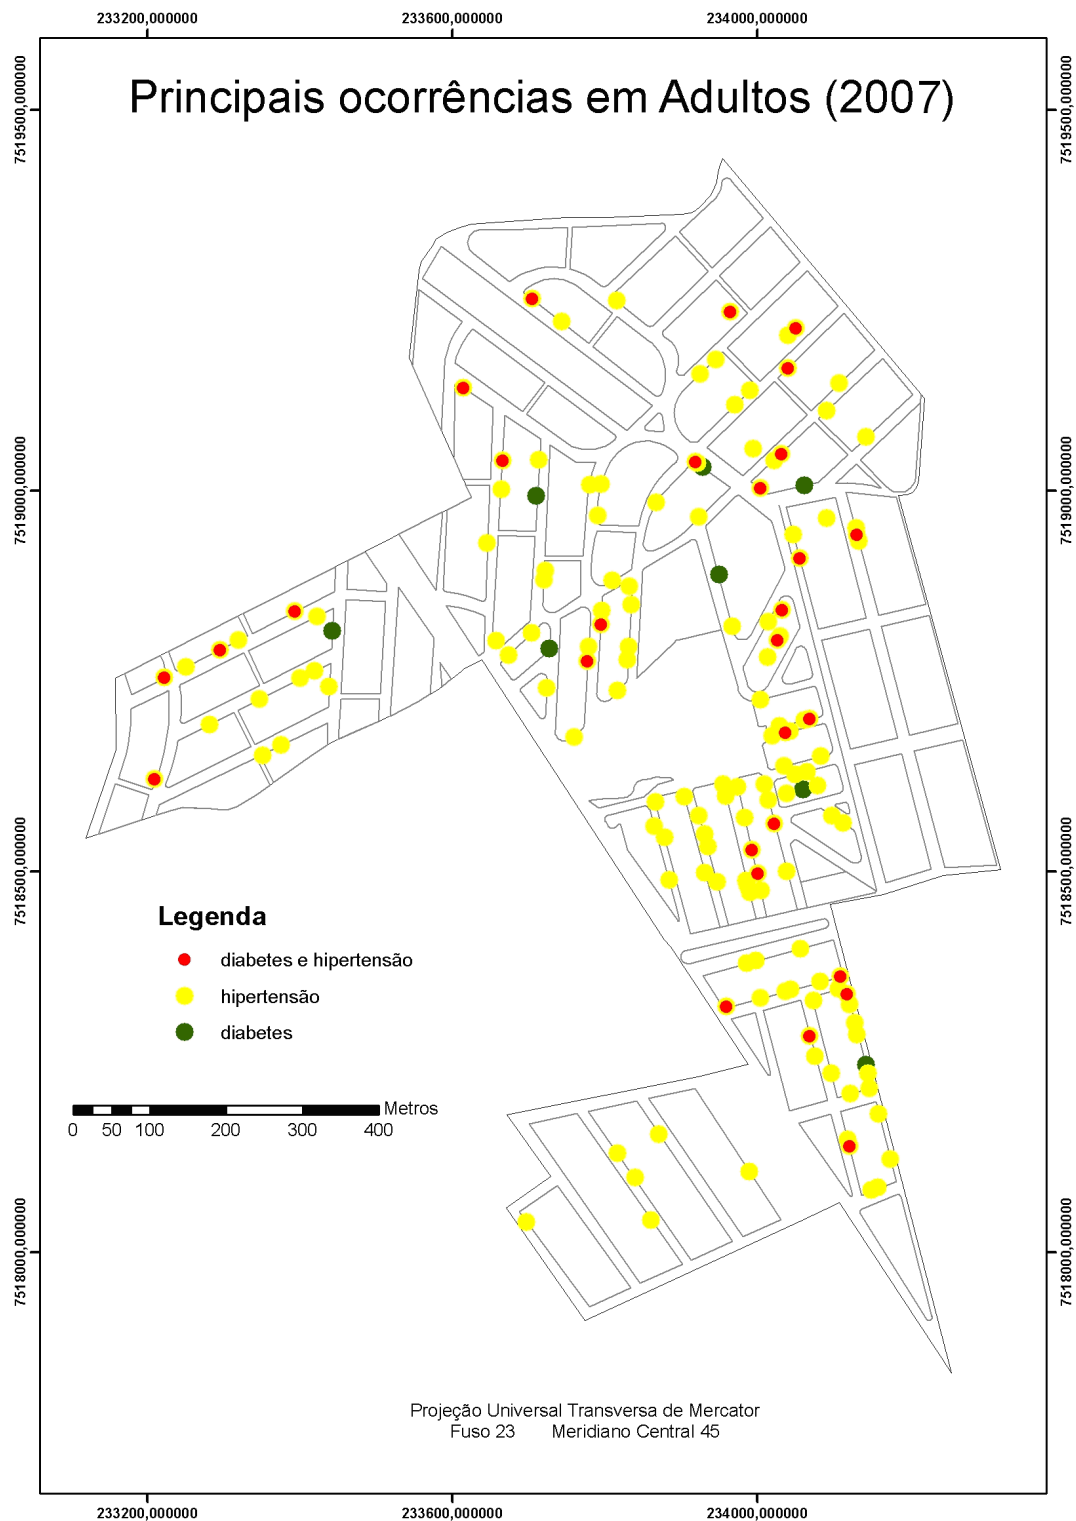 233200,000000 233600,000000 234000,000000
Principais ocorrências em Adultos (2007)
7519500,000000 7519500,000000
7519000,000000 7519000,000000
7518500,000000 7518500,000000
Legenda
diabetes e hipertensão
hipertensão
diabetes
Metros
0 50 100 200 300 400
7518000,000000 7518000,000000
Projeção Universal Transversa de Mercator
Fuso 23 Meridiano Central 45
233200,000000 233600,000000 234000,000000